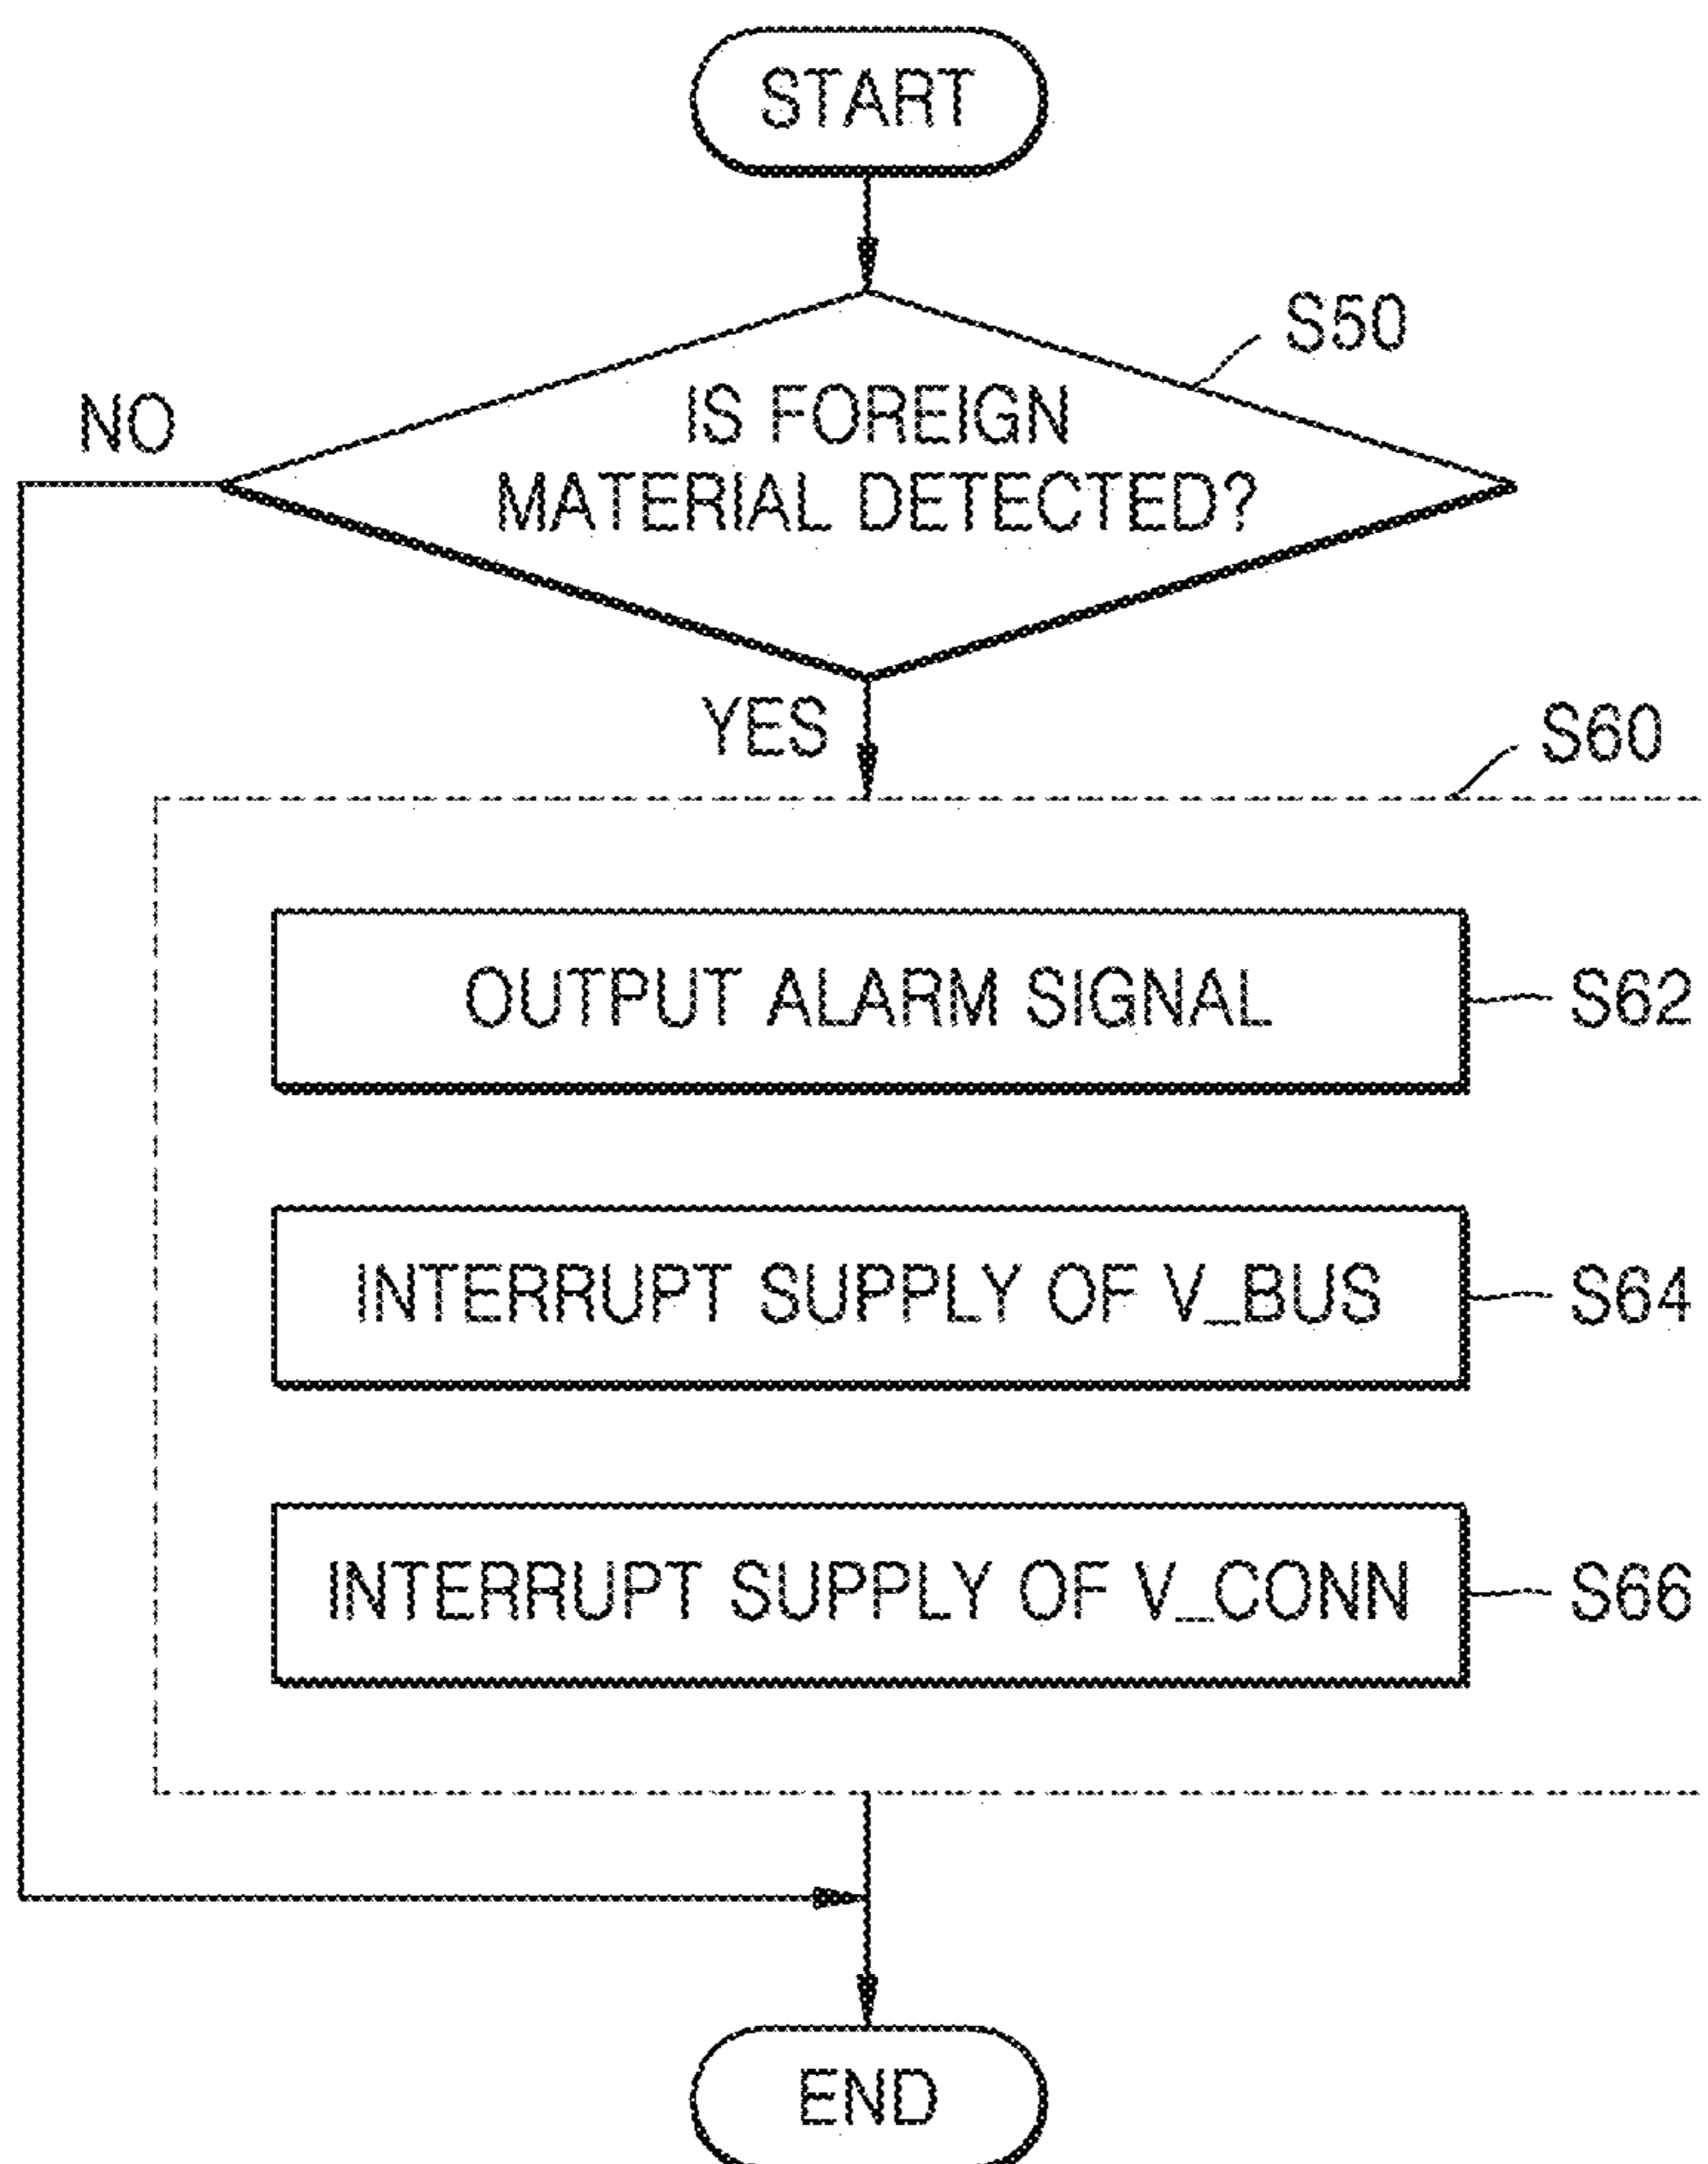 START
S50
NO
IS FOREIGN
MATERIAL DETECTED?
YES
S60
OUTPUT ALARM SIGNAL
S62
INTERRUPT SUPPLY OF V_BUS
S64
INTERRUPT SUPPLY OF V_CONN
S66
END